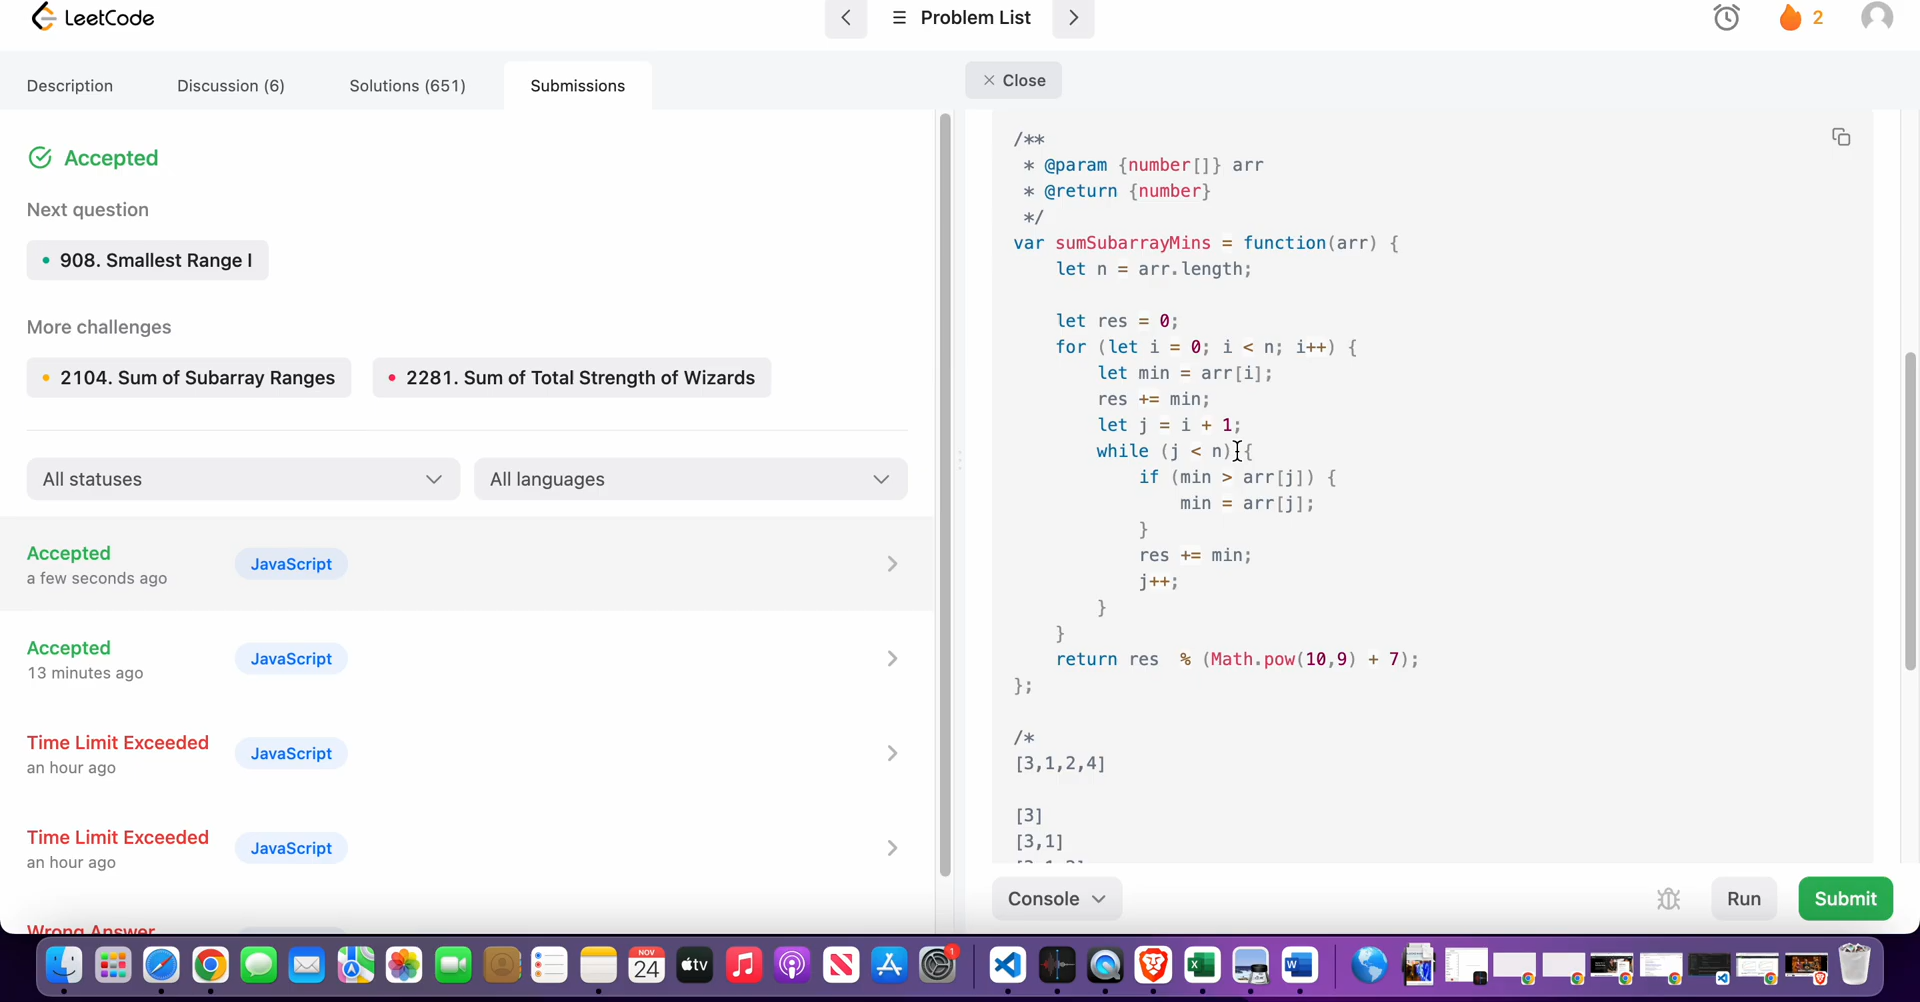 LeetCode
Problem List
2
Description
Discussion (6)
Solutions (651)
Submissions
Close
Accepted
Next question
908. Smallest Range I
More challenges
2104. Sum of Subarray Ranges
2281. Sum of Total Strength of Wizards
All statuses
All languages
Accepted
a few seconds ago
JavaScript
Accepted
13 minutes ago
JavaScript
Time Limit Exceeded
an hour ago
JavaScript
Time Limit Exceeded
an hour ago
JavaScript
Wrong Answer
/**
* @param {number[]} arr
* @return {number}
*/
var sumSubarrayMins = function(arr) {
let n = arr.length;
let res = 0;
for (let i = 0; i < n; i++) {
let min = arr[i];
res += min;
let j = i + 1;
while (j < n) {
if (min > arr[j]) {
min = arr[j];
}
res += min;
j++;
}
}
return res  % (Math.pow(10,9) + 7);
};
/*
[3,1,2,4]
[3]
[3,1]
Console
Run
Submit
NOV
24
tv
1